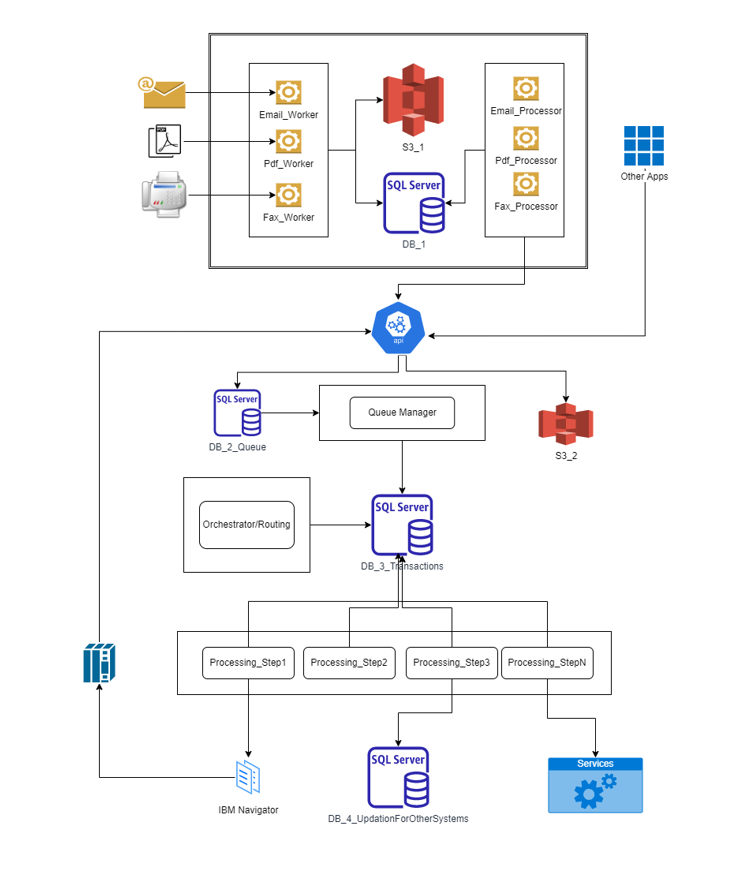 @
Email_Worker
Email_Processor
S3_1
PDF
Pdf_Worker
Pdf_Processor
Other Apps
SQL Server
Fax_Worker
Fax_Processor
DB_1
api
SQL Server
DB_2_Queue
Queue Manager
S3_2
Orchestrator/Routing
SQL Server
DB_3_Transactions
Processing_Step1
Processing_Step2
Processing_Step3
Processing_StepN
IBM Navigator
SQL Server
DB_4_UpdationForOtherSystems
Services